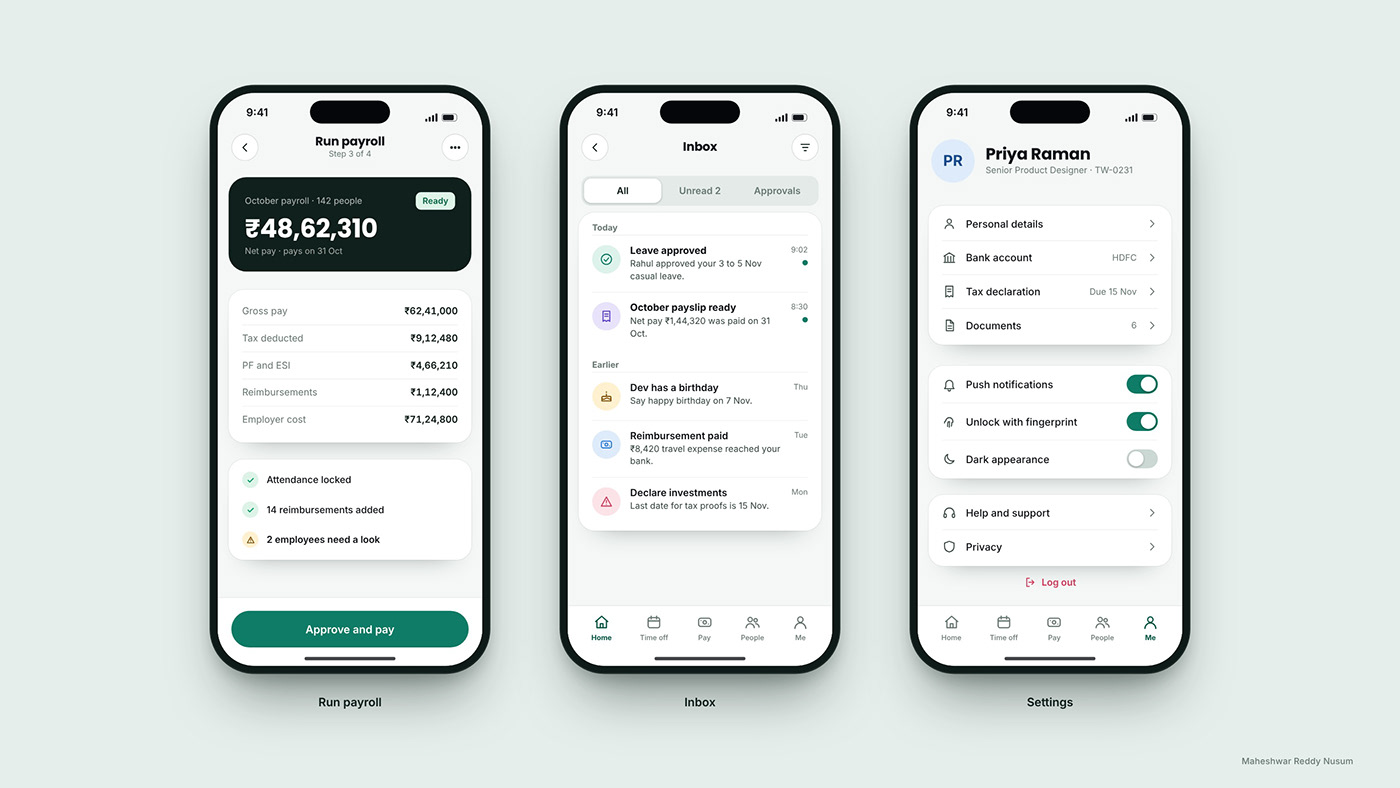 9:41
Run payroll
Step 3 of 4
October payroll · 142 people
Ready
₹48,62,310
Net pay · pays on 31 Oct
Gross pay ₹62,41,000
Tax deducted ₹9,12,480
PF and ESI ₹4,66,210
Reimbursements ₹1,12,400
Employer cost ₹71,24,800
Attendance locked
14 reimbursements added
2 employees need a look
Approve and pay
Run payroll
9:41
Inbox
All Unread 2 Approvals
Today
Leave approved 9:02
Rahul approved your 3 to 5 Nov
casual leave.
October payslip ready 8:30
Net pay ₹1,44,320 was paid on 31
Oct.
Earlier
Dev has a birthday Thu
Say happy birthday on 7 Nov.
Reimbursement paid Tue
₹8,420 travel expense reached your
bank.
Declare investments Mon
Last date for tax proofs is 15 Nov.
Home Time off Pay People Me
Inbox
9:41
PR
Priya Raman
Senior Product Designer · TW-0231
Personal details
Bank account HDFC
Tax declaration Due 15 Nov
Documents 6
Push notifications
Unlock with fingerprint
Dark appearance
Help and support
Privacy
Log out
Home Time off Pay People Me
Settings
Maheshwar Reddy Nusum